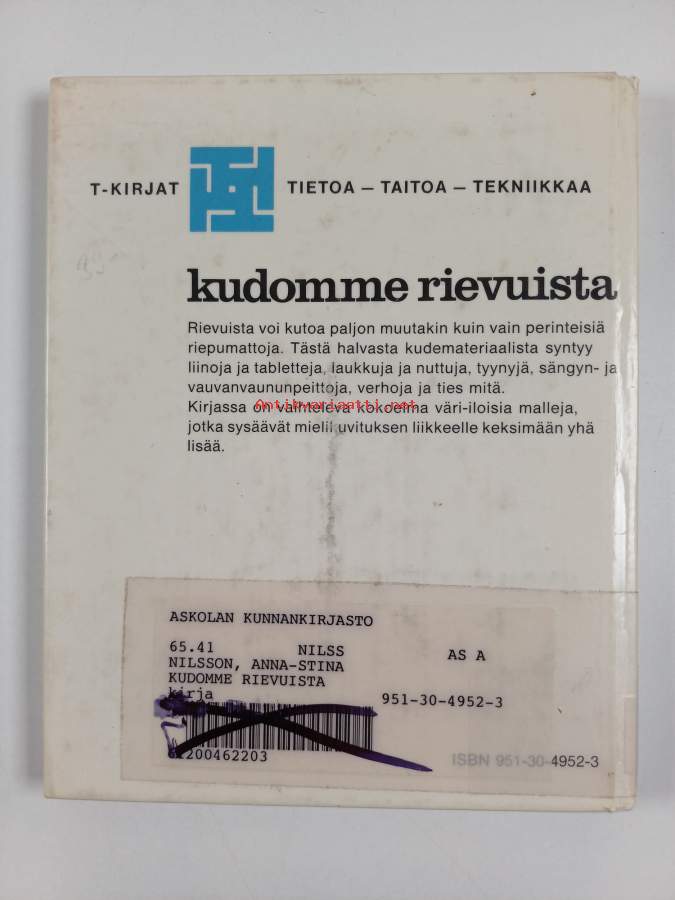 T-KIRJAT TIETOA – TAITOA – TEKNIIKKAA
kudomme rievuista
Rievuista voi kutoa paljon muutakin kuin vain perinteisiä
riepumattoja. Tästä halvasta kudemateriaalista syntyy
liinoja ja tabletteja, laukkuja ja nuttuja, tyynyjä, sängyn- ja
vauvanvaununpeittoja, verhoja ja ties mitä.
Antikvariaatti.net
Kirjassa on vaihteleva kokoelma väri-iloisia malleja,
jotka sysäävät mielikuvituksen liikkeelle keksimään yhä
lisää.
ASKOLAN KUNNANKIRJASTO
65.41 NILSS AS A
NILSSON, ANNA-STINA
KUDOMME RIEVUISTA
kirja 951-30-4952-3
62200462203
ISBN 951-30-4952-3